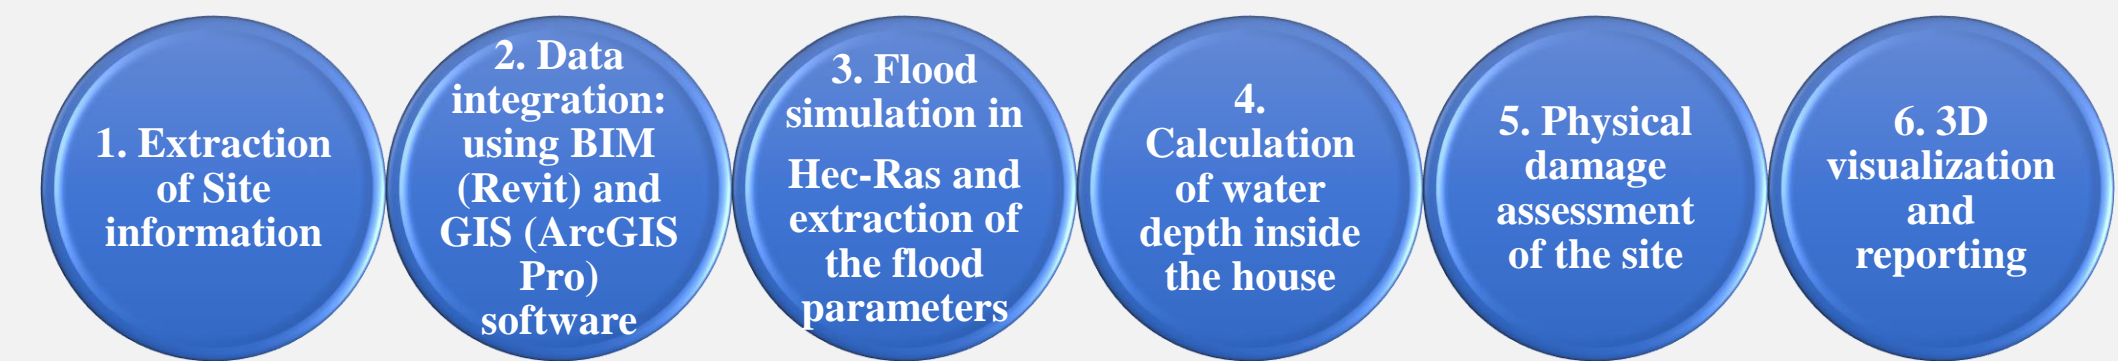 1. Extraction
of Site
information
2. Data
integration:
using BIM
(Revit) and
GIS (ArcGIS
Pro)
software
3. Flood
simulation in
Hec-Ras and
extraction of
the flood
parameters
4.
Calculation
of water
depth inside
the house
5. Physical
damage
assessment
of the site
6. 3D
visualization
and
reporting